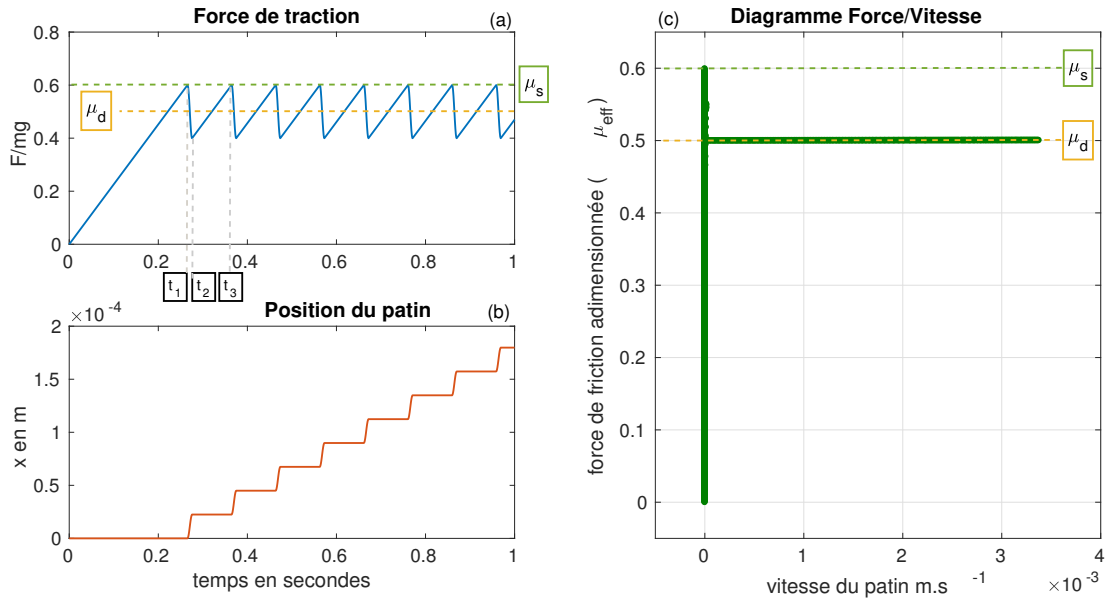 Force de traction
(a)
0.8
0.6
0.4
0.2
0
F/mg
μd
μs
0
0.2
0.4
0.6
0.8
1
t1
t2
t3
×10^-4
Position du patin
(b)
2
1.5
1
0.5
0
x en m
0
0.2
0.4
0.6
0.8
1
temps en secondes
(c)
Diagramme Force/Vitesse
0.6
0.5
0.4
0.3
0.2
0.1
0
force de friction adimensionnée ( μeff)
μs
μd
0
1
2
3
4
vitesse du patin m.s^-1
×10^-3